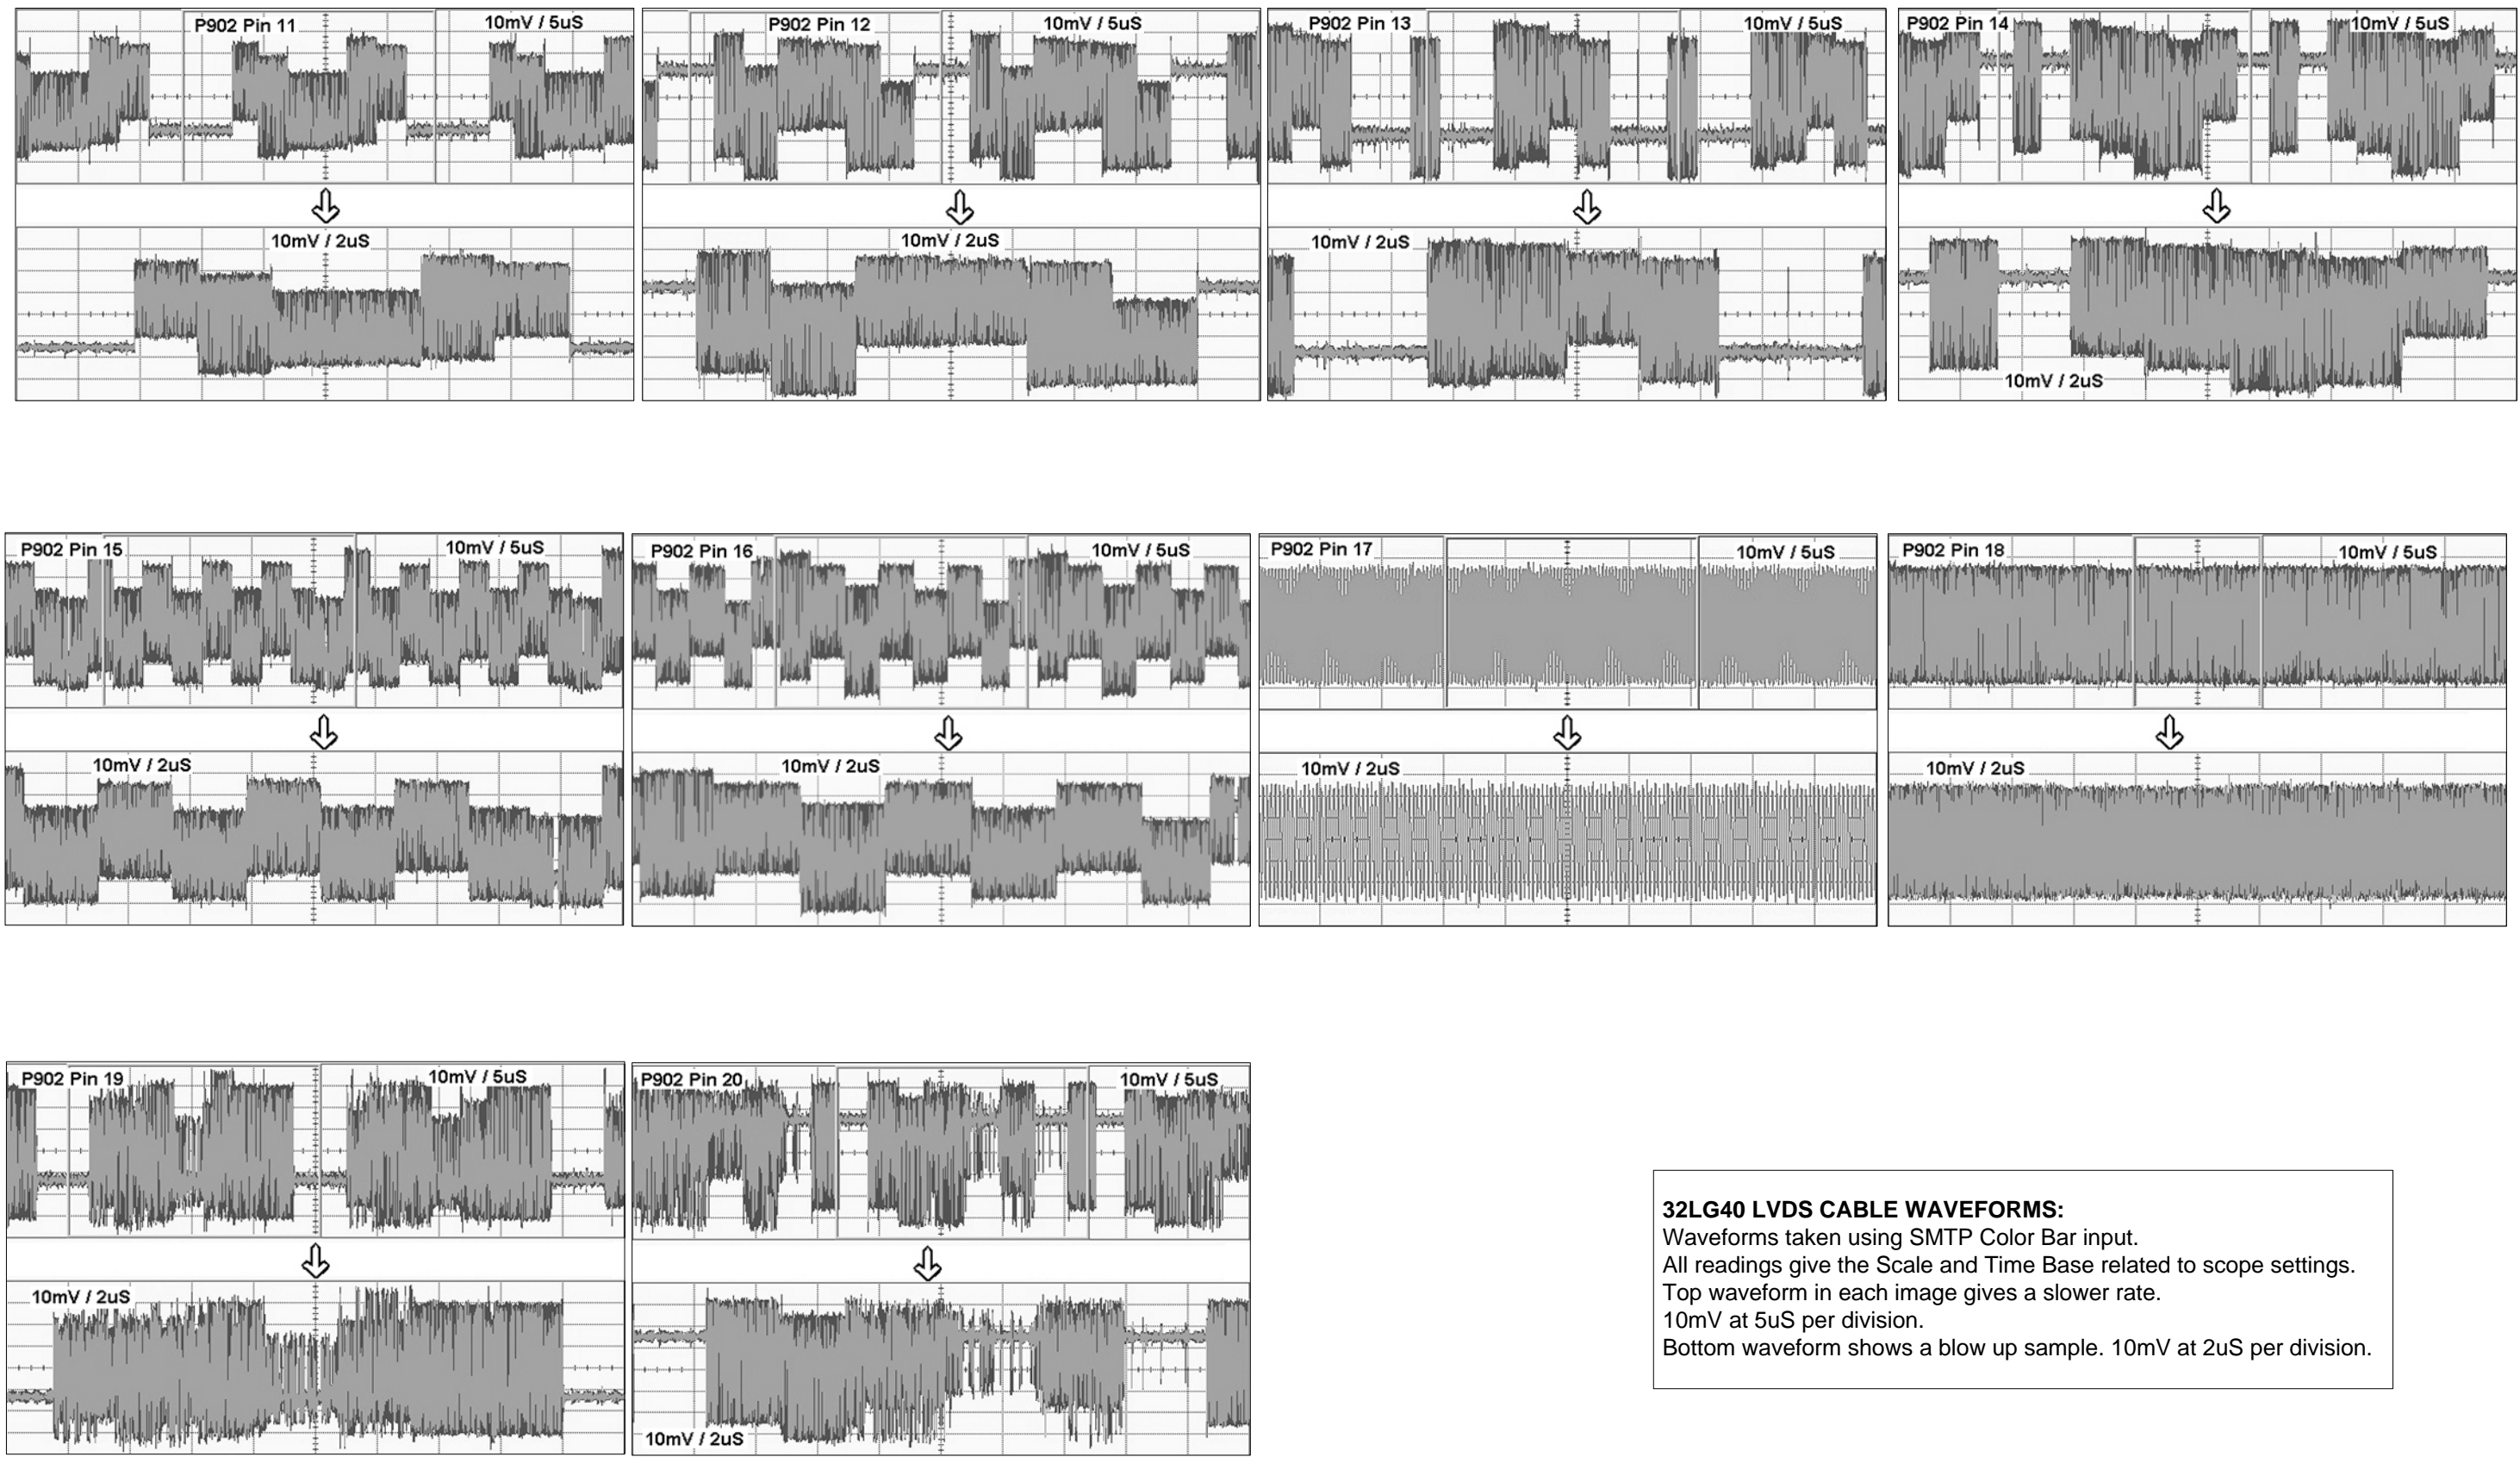 P902 Pin 11
10mV / 5uS
10mV / 2uS
P902 Pin 12
10mV / 5uS
10mV / 2uS
P902 Pin 13
10mV / 5uS
10mV / 2uS
P902 Pin 14
10mV / 5uS
10mV / 2uS
P902 Pin 15
10mV / 5uS
10mV / 2uS
P902 Pin 16
10mV / 5uS
10mV / 2uS
P902 Pin 17
10mV / 5uS
10mV / 2uS
P902 Pin 18
10mV / 5uS
10mV / 2uS
P902 Pin 19
10mV / 5uS
10mV / 2uS
P902 Pin 20
10mV / 5uS
10mV / 2uS
32LG40 LVDS CABLE WAVEFORMS:
Waveforms taken using SMTP Color Bar input.
All readings give the Scale and Time Base related to scope settings.
Top waveform in each image gives a slower rate.
10mV at 5uS per division.
Bottom waveform shows a blow up sample. 10mV at 2uS per division.